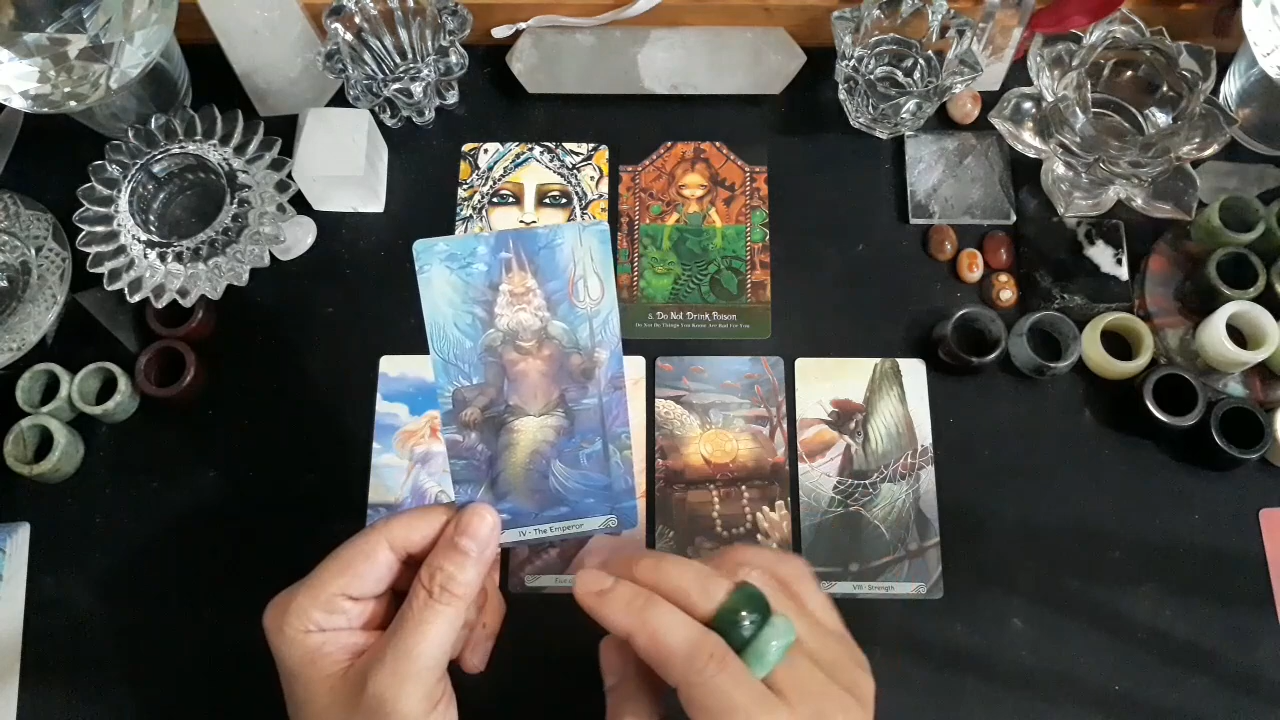 5. Do Not Drink Poison
Do Not Do Things You Know Are Bad For You.
IV • The Emperor
VIII • Strength